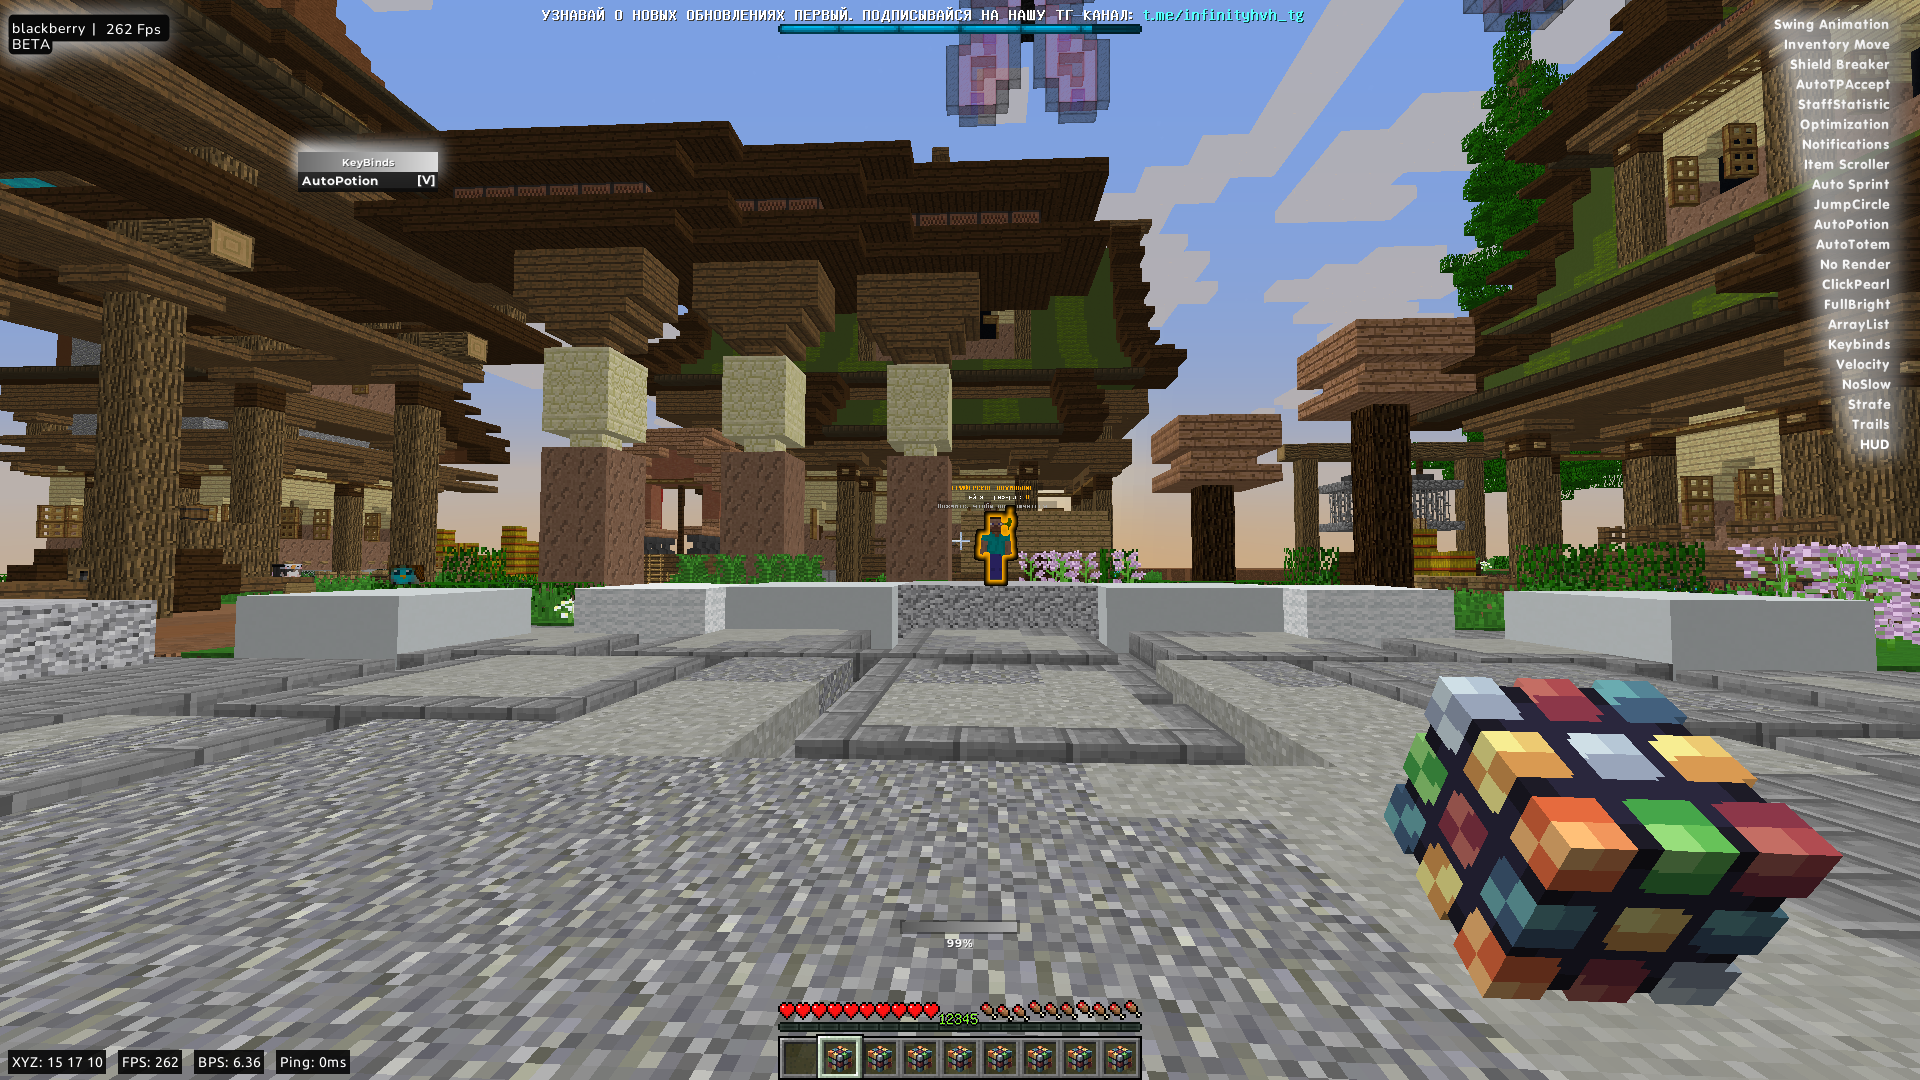 УЗНАВАЙ О НОВЫХ ОБНОВЛЕНИЯХ ПЕРВЫЙ. ПОДПИСЫВАЙСЯ НА НАШУ ТГ-КАНАЛ: t.me/infinityhvh_tg
blackberry | 262 Fps
BETA
KeyBinds
AutoPotion [V]
Swing Animation
Inventory Move
Shield Breaker
AutoTPAccept
StaffStatistic
Optimization
Notifications
Item Scroller
Auto Sprint
JumpCircle
AutoPotion
AutoTotem
No Render
ClickPearl
FullBright
ArrayList
Keybinds
Velocity
NoSlow
Strafe
Trails
HUD
99%
12345
XYZ: 15 17 10 FPS: 262 BPS: 6.36 Ping: 0ms